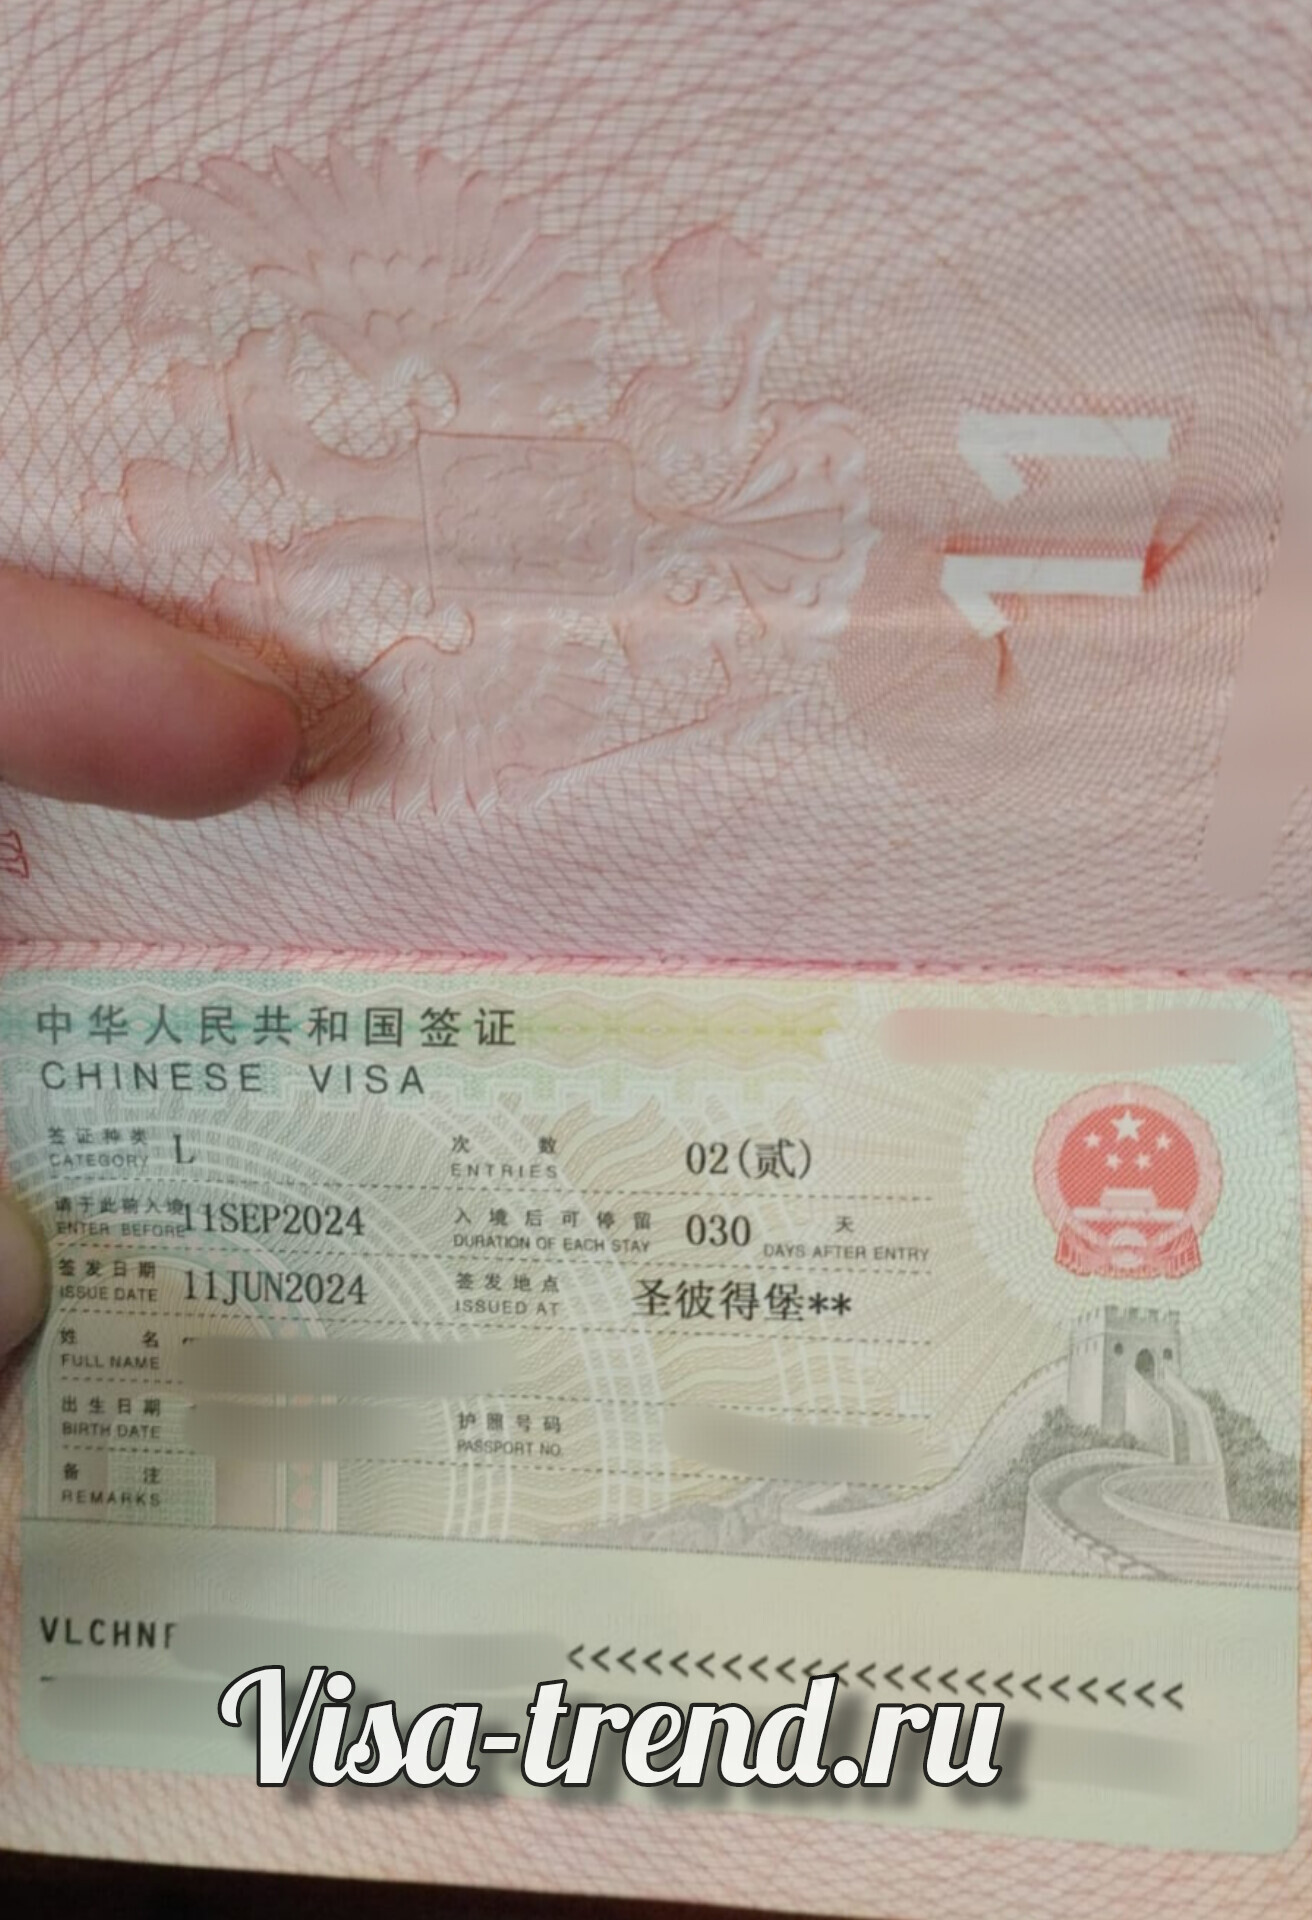 11
中华人民共和国签证
CHINESE VISA
签证种类 L 次数 02(贰)
CATEGORY ENTRIES
请于此前入境 11SEP2024 入境后可停留 030 天
ENTER BEFORE DURATION OF EACH STAY DAYS AFTER ENTRY
签发日期 11JUN2024 签发地点 圣彼得堡**
ISSUE DATE ISSUED AT
姓名
FULL NAME
出生日期 护照号码
BIRTH DATE PASSPORT NO.
备注
REMARKS
VLCHN <<<<<<<<<<<<<<<<<<<<<<<
Visa-trend.ru